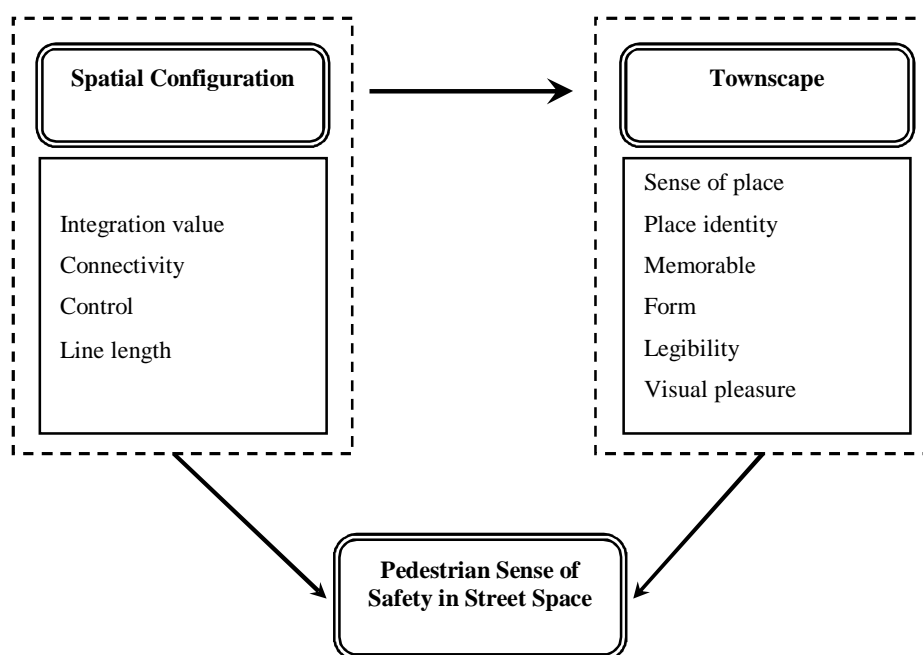 Spatial Configuration
Integration value
Connectivity
Control
Line length
Townscape
Sense of place
Place identity
Memorable
Form
Legibility
Visual pleasure
Pedestrian Sense of
Safety in Street Space